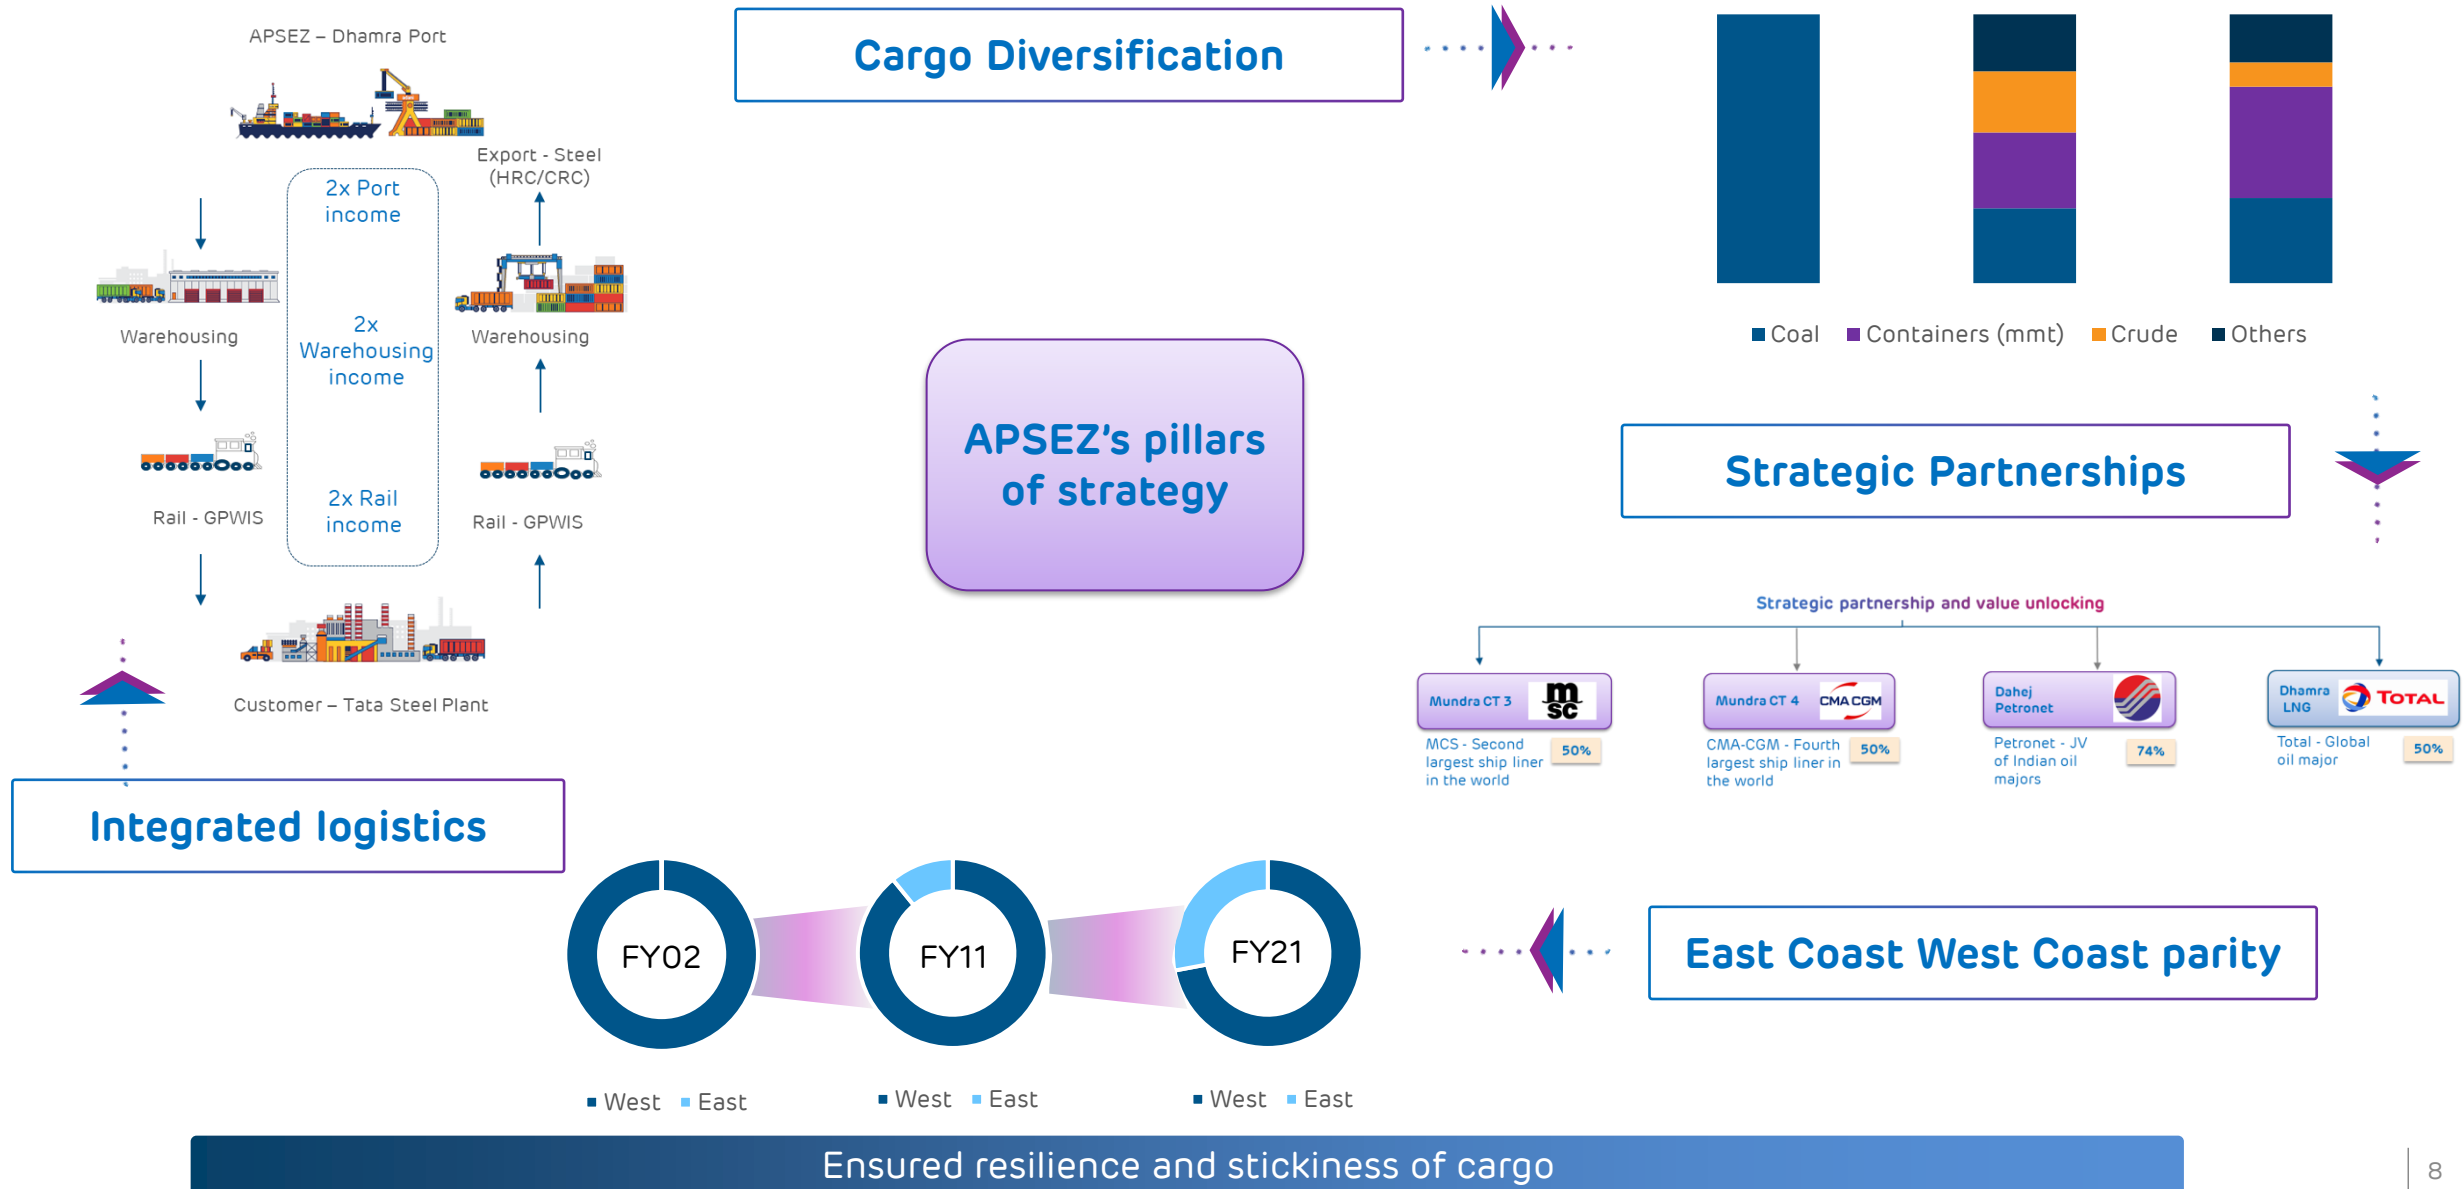 APSEZ – Dhamra Port
Export - Steel
(HRC/CRC)
2x Port
income
Warehousing
2x
Warehousing
income
Warehousing
Rail - GPWIS
2x Rail
income
Rail - GPWIS
Customer – Tata Steel Plant
Integrated logistics
Cargo Diversification
Coal
Containers (mmt)
Crude
Others
APSEZ’s pillars
of strategy
Strategic Partnerships
Strategic partnership and value unlocking
Mundra CT 3
m
sc
MCS - Second
largest ship liner
in the world
50%
Mundra CT 4
CMA CGM
CMA-CGM - Fourth
largest ship liner in
the world
50%
Dahej
Petronet
Petronet - JV
of Indian oil
majors
74%
Dhamra
LNG
TOTAL
Total - Global
oil major
50%
East Coast West Coast parity
FY02
West
East
FY11
West
East
FY21
West
East
Ensured resilience and stickiness of cargo
8